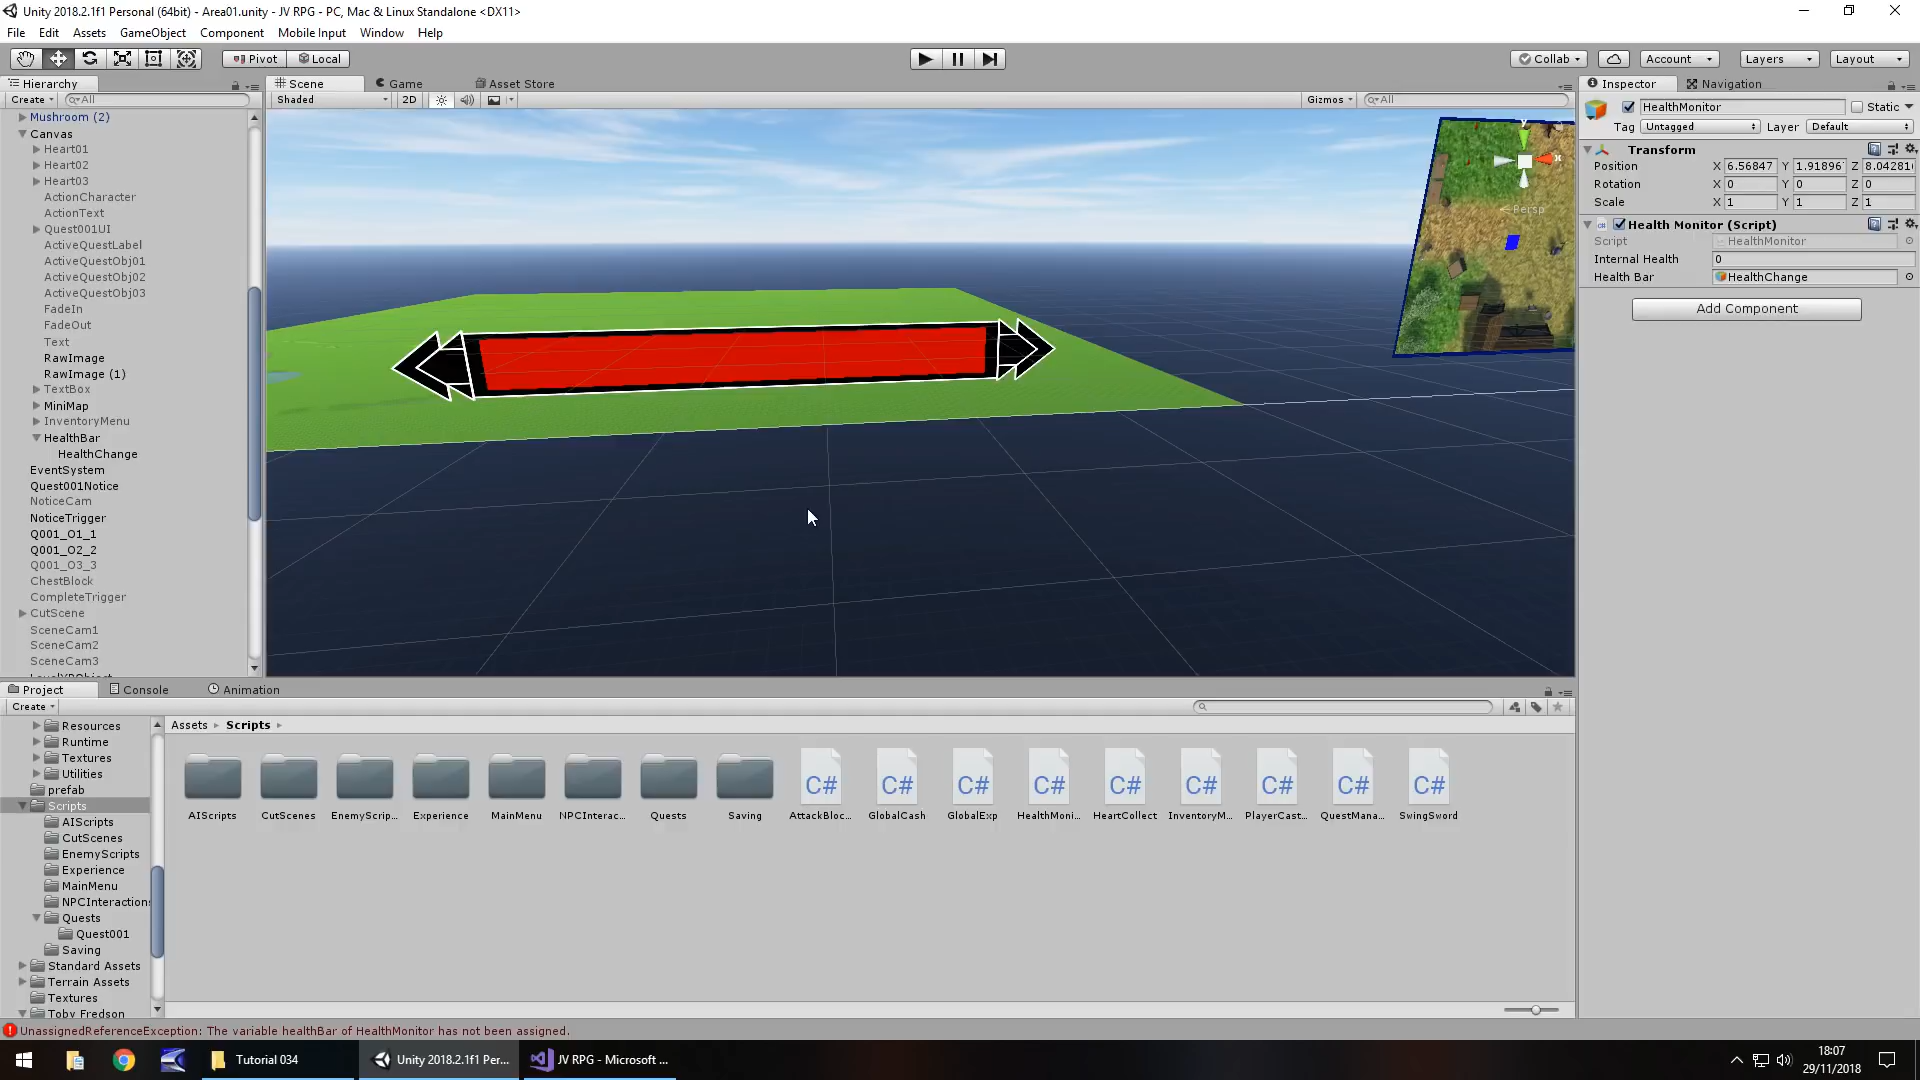 Unity 2018.2.1f1 Personal (64bit) - Area01.unity - JV RPG - PC, Mac & Linux Standalone <DX11>
File Edit Assets GameObject Component Mobile Input Window Help
Pivot Local Collab Account Layers Layout
Hierarchy
Create All
Mushroom (2)
Canvas
Heart01
Heart02
Heart03
ActionCharacter
ActionText
Quest001UI
ActiveQuestLabel
ActiveQuestObj01
ActiveQuestObj02
ActiveQuestObj03
FadeIn
FadeOut
Text
RawImage
RawImage (1)
TextBox
MiniMap
InventoryMenu
HealthBar
HealthChange
EventSystem
Quest001Notice
NoticeCam
NoticeTrigger
Q001_O1_1
Q001_O2_2
Q001_O3_3
ChestBlock
CompleteTrigger
CutScene
SceneCam1
SceneCam2
SceneCam3
Scene Game Asset Store
Shaded 2D Gizmos All
y
x
Persp
Inspector Navigation
HealthMonitor Static
Tag Untagged Layer Default
Transform
Position X 6.56847 Y 1.91896 Z 8.04281
Rotation X 0 Y 0 Z 0
Scale X 1 Y 1 Z 1
Health Monitor (Script)
Script HealthMonitor
Internal Health 0
Health Bar HealthChange
Add Component
Project Console Animation
Create
Resources
Runtime
Textures
Utilities
prefab
Scripts
AIScripts
CutScenes
EnemyScripts
Experience
MainMenu
NPCInteractions
Quests
Quest001
Saving
Standard Assets
Terrain Assets
Textures
Toby Fredson
Assets Scripts
C# C# C# C# C# C# C# C# C#
AIScripts CutScenes EnemyScrip... Experience MainMenu NPCInterac... Quests Saving AttackBloc... GlobalCash GlobalExp HealthMoni... HeartCollect InventoryM... PlayerCast... QuestMana... SwingSword
UnassignedReferenceException: The variable healthBar of HealthMonitor has not been assigned.
Tutorial 034 Unity 2018.2.1f1 Per... JV RPG - Microsoft ...
18:07
29/11/2018